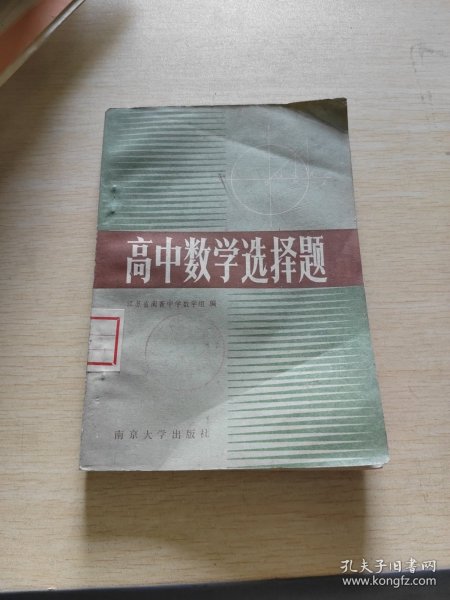 高中数学选择题
江苏省南菁中学数学组 编
南京大学出版社
孔夫子旧书网
www.kongfz.com